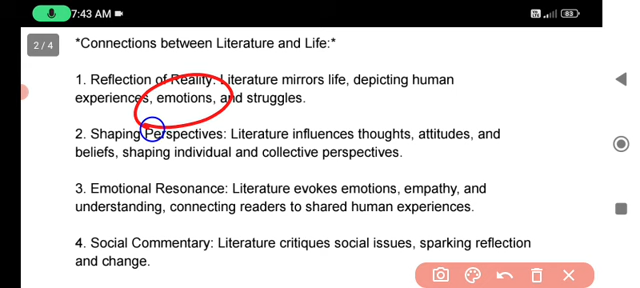 7:43 AM
83
2 / 4
*Connections between Literature and Life:*
1. Reflection of Reality: Literature mirrors life, depicting human
experiences, emotions, and struggles.
2. Shaping Perspectives: Literature influences thoughts, attitudes, and
beliefs, shaping individual and collective perspectives.
3. Emotional Resonance: Literature evokes emotions, empathy, and
understanding, connecting readers to shared human experiences.
4. Social Commentary: Literature critiques social issues, sparking reflection
and change.